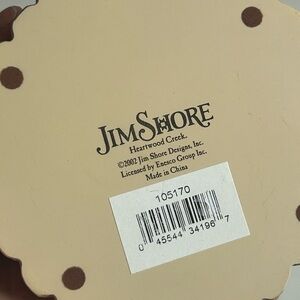 JIM SHORE
Heartwood Creek.
©2002 Jim Shore Designs, Inc.
Licensed by Enesco Group, Inc.
Made in China
105170
0 45544 34196 7